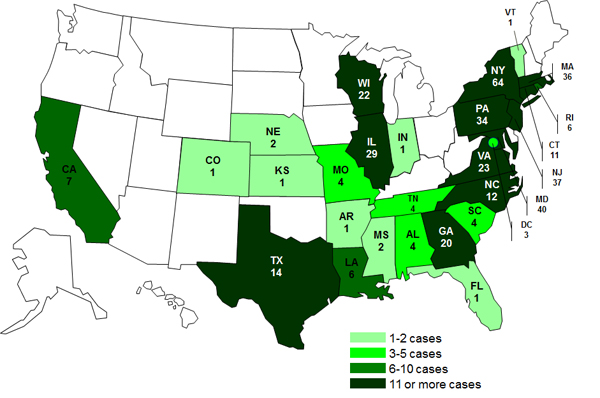 VT
1
NY
64
MA
36
WI
22
PA
34
RI
6
NE
2
IL
29
IN
1
CT
11
CO
1
KS
1
MO
4
VA
23
NJ
37
CA
7
NC
12
MD
40
TN
4
AR
1
SC
4
DC
3
MS
2
AL
4
GA
20
TX
14
LA
6
FL
1
1-2 cases
3-5 cases
6-10 cases
11 or more cases